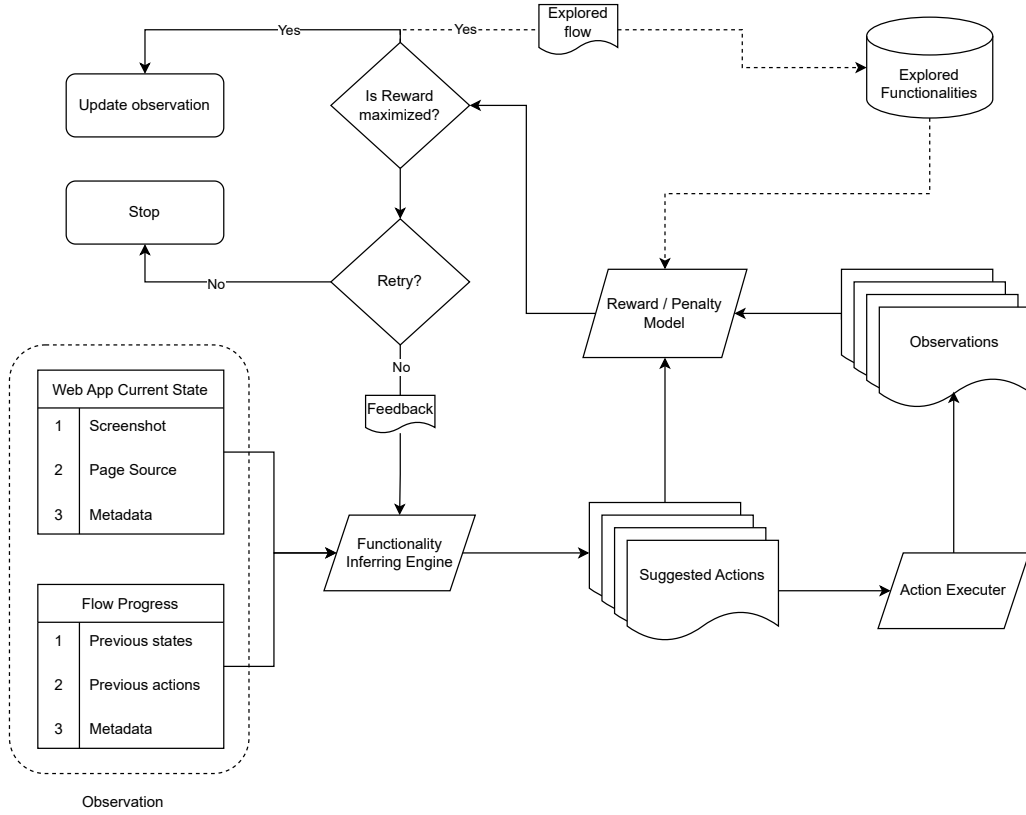 Yes
Yes
Explored
flow
Explored
Functionalities
Update observation
Is Reward
maximized?
Stop
Retry?
No
No
Feedback
Reward / Penalty
Model
Observations
Web App Current State
1 Screenshot
2 Page Source
3 Metadata
Functionality
Inferring Engine
Suggested Actions
Action Executer
Flow Progress
1 Previous states
2 Previous actions
3 Metadata
Observation